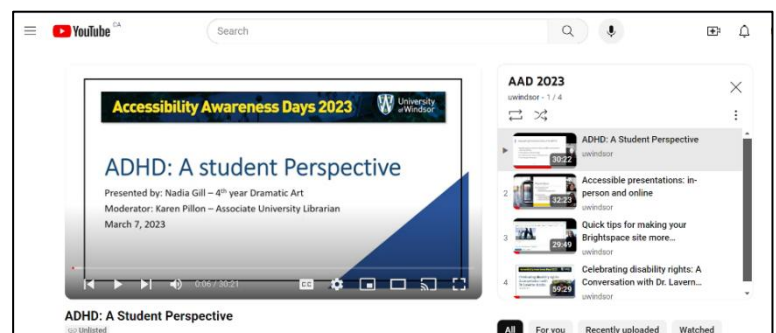 YouTube CA
Search
Accessibility Awareness Days 2023
University of Windsor
ADHD: A student Perspective
Presented by: Nadia Gill – 4th year Dramatic Art
Moderator: Karen Pillon – Associate University Librarian
March 7, 2023
0:06 / 30:21
CC
ADHD: A Student Perspective
Unlisted
AAD 2023
uwindsor - 1 / 4
30:22
ADHD: A Student Perspective
uwindsor
2
32:23
Accessible presentations: in-
person and online
uwindsor
3
29:49
Quick tips for making your
Brightspace site more...
uwindsor
4
59:29
Celebrating disability rights: A
Conversation with Dr. Lavern...
uwindsor
All
For you
Recently uploaded
Watched